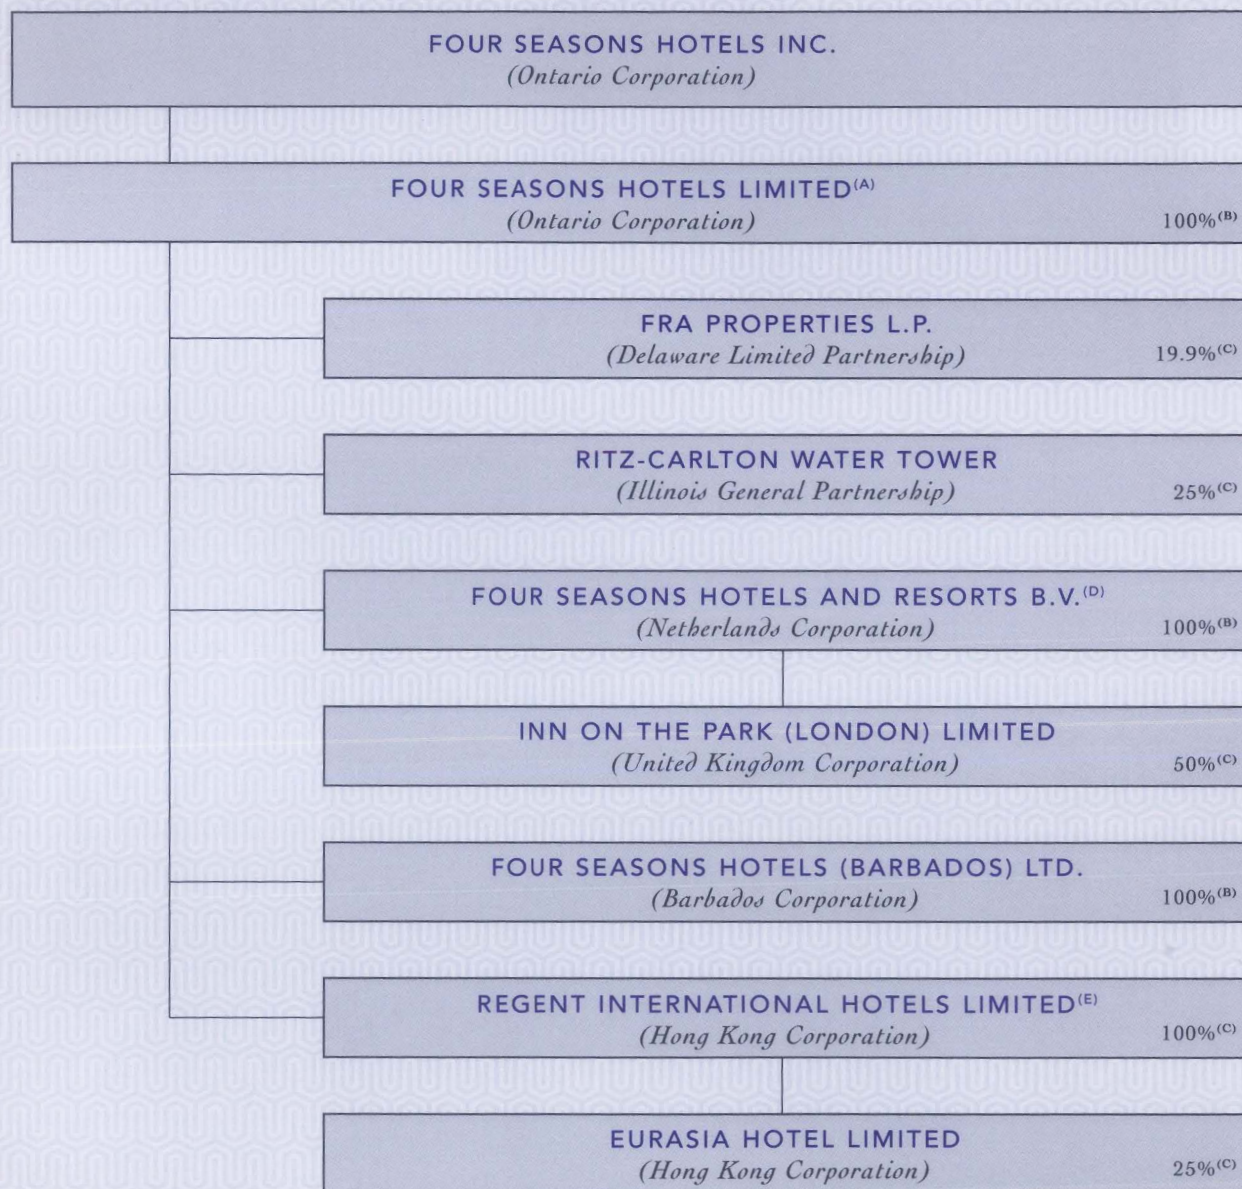 FOUR SEASONS HOTELS INC.
(Ontario Corporation)
FOUR SEASONS HOTELS LIMITED(A)
(Ontario Corporation) 100%(B)
FRA PROPERTIES L.P.
(Delaware Limited Partnership) 19.9%(C)
RITZ-CARLTON WATER TOWER
(Illinois General Partnership) 25%(C)
FOUR SEASONS HOTELS AND RESORTS B.V.(D)
(Netherlands Corporation) 100%(B)
INN ON THE PARK (LONDON) LIMITED
(United Kingdom Corporation) 50%(C)
FOUR SEASONS HOTELS (BARBADOS) LTD.
(Barbados Corporation) 100%(B)
REGENT INTERNATIONAL HOTELS LIMITED(E)
(Hong Kong Corporation) 100%(C)
EURASIA HOTEL LIMITED
(Hong Kong Corporation) 25%(C)